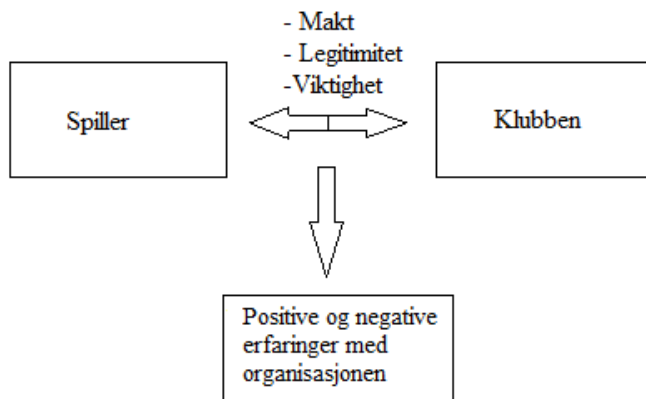 - Makt
- Legitimitet
-Viktighet
Spiller
Klubben
Positive og negative
erfaringer med
organisasjonen